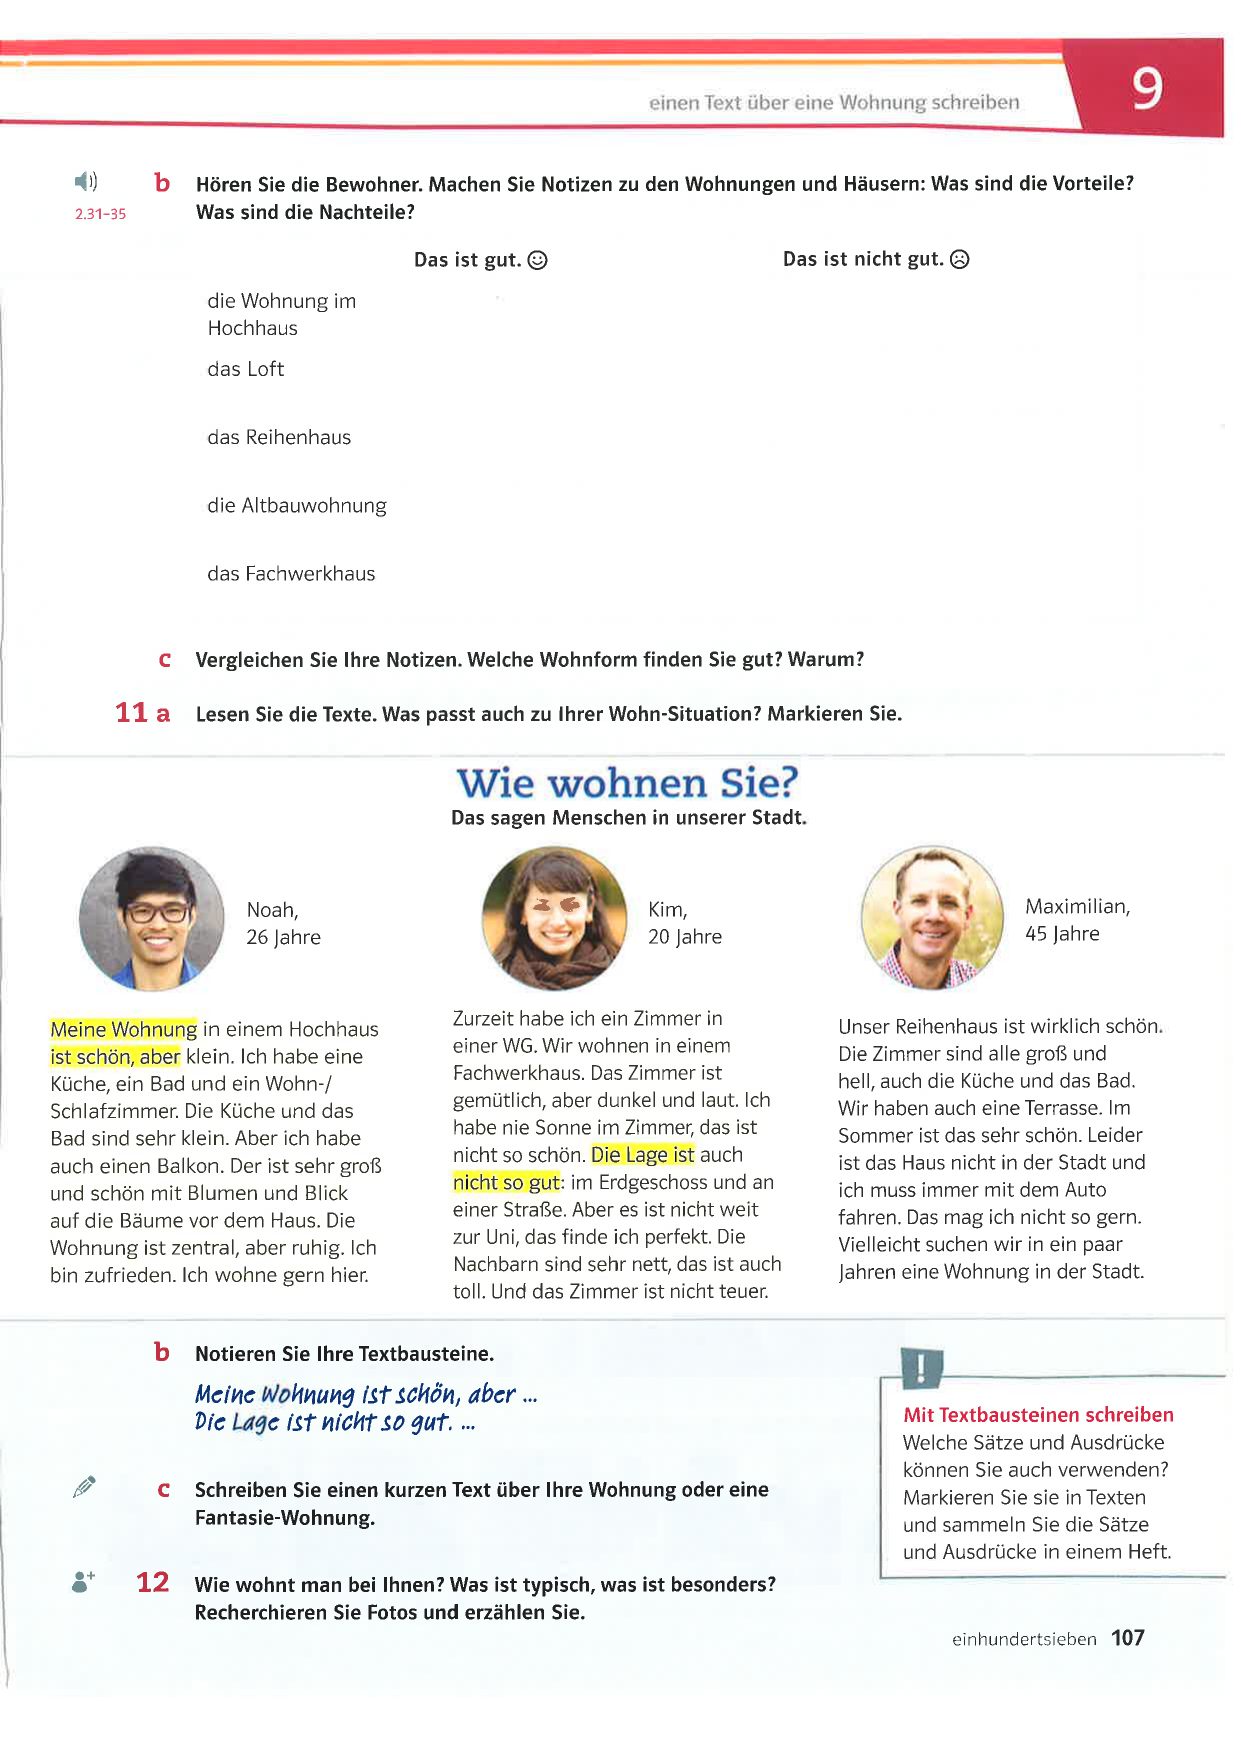 einen Text über eine Wohnung schreiben
9
b Hören Sie die Bewohner. Machen Sie Notizen zu den Wohnungen und Häusern: Was sind die Vorteile?
2.31–35 Was sind die Nachteile?
Das ist gut. Das ist nicht gut.
die Wohnung im
Hochhaus
das Loft
das Reihenhaus
die Altbauwohnung
das Fachwerkhaus
c Vergleichen Sie Ihre Notizen. Welche Wohnform finden Sie gut? Warum?
11 a Lesen Sie die Texte. Was passt auch zu Ihrer Wohn-Situation? Markieren Sie.
Wie wohnen Sie?
Das sagen Menschen in unserer Stadt.
Noah,
26 Jahre
Meine Wohnung in einem Hochhaus
ist schön, aber klein. Ich habe eine
Küche, ein Bad und ein Wohn-/
Schlafzimmer. Die Küche und das
Bad sind sehr klein. Aber ich habe
auch einen Balkon. Der ist sehr groß
und schön mit Blumen und Blick
auf die Bäume vor dem Haus. Die
Wohnung ist zentral, aber ruhig. Ich
bin zufrieden. Ich wohne gern hier.
Kim,
20 Jahre
Zurzeit habe ich ein Zimmer in
einer WG. Wir wohnen in einem
Fachwerkhaus. Das Zimmer ist
gemütlich, aber dunkel und laut. Ich
habe nie Sonne im Zimmer, das ist
nicht so schön. Die Lage ist auch
nicht so gut: im Erdgeschoss und an
einer Straße. Aber es ist nicht weit
zur Uni, das finde ich perfekt. Die
Nachbarn sind sehr nett, das ist auch
toll. Und das Zimmer ist nicht teuer.
Maximilian,
45 Jahre
Unser Reihenhaus ist wirklich schön.
Die Zimmer sind alle groß und
hell, auch die Küche und das Bad.
Wir haben auch eine Terrasse. Im
Sommer ist das sehr schön. Leider
ist das Haus nicht in der Stadt und
ich muss immer mit dem Auto
fahren. Das mag ich nicht so gern.
Vielleicht suchen wir in ein paar
Jahren eine Wohnung in der Stadt.
b Notieren Sie Ihre Textbausteine.
Meine Wohnung ist schön, aber ...
Die Lage ist nicht so gut. ...
c Schreiben Sie einen kurzen Text über Ihre Wohnung oder eine
Fantasie-Wohnung.
12 Wie wohnt man bei Ihnen? Was ist typisch, was ist besonders?
Recherchieren Sie Fotos und erzählen Sie.
!
Mit Textbausteinen schreiben
Welche Sätze und Ausdrücke
können Sie auch verwenden?
Markieren Sie sie in Texten
und sammeln Sie die Sätze
und Ausdrücke in einem Heft.
einhundertsieben 107